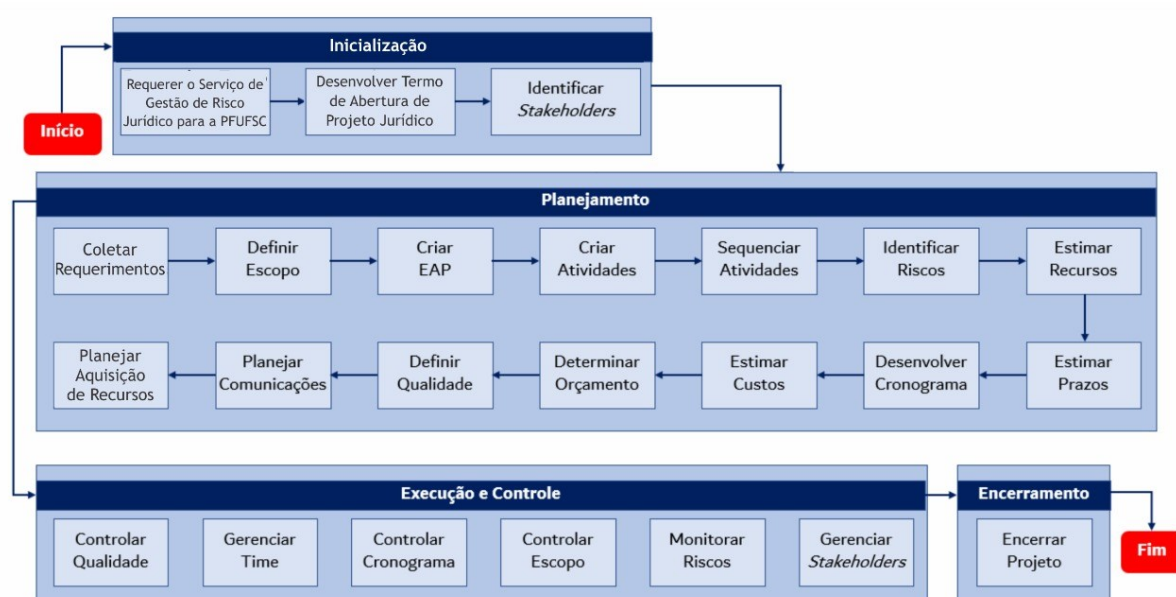 Inicialização
Requerer o Serviço de
Gestão de Risco
Jurídico para a PFUFSC
Desenvolver Termo
de Abertura de
Projeto Jurídico
Identificar
Stakeholders
Início
Planejamento
Coletar
Requerimentos
Definir
Escopo
Criar
EAP
Criar
Atividades
Sequenciar
Atividades
Identificar
Riscos
Estimar
Recursos
Planejar
Aquisição
de Recursos
Planejar
Comunicações
Definir
Qualidade
Determinar
Orçamento
Estimar
Custos
Desenvolver
Cronograma
Estimar
Prazos
Execução e Controle
Controlar
Qualidade
Gerenciar
Time
Controlar
Cronograma
Controlar
Escopo
Monitorar
Riscos
Gerenciar
Stakeholders
Encerramento
Encerrar
Projeto
Fim